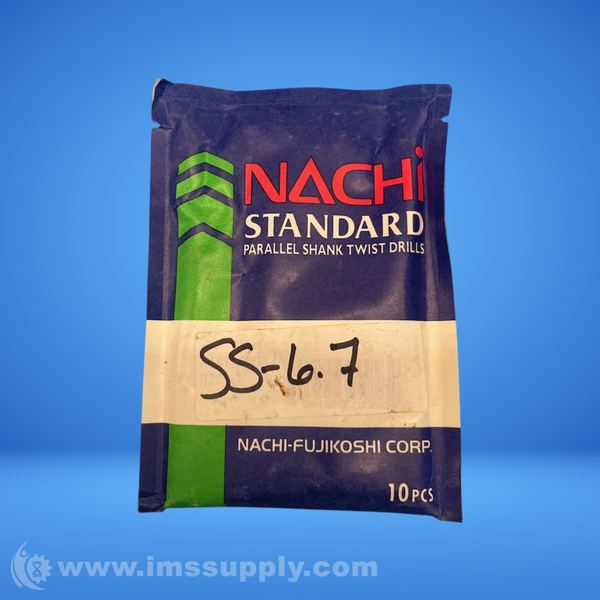 NACHi
STANDARD
PARALLEL SHANK TWIST DRILLS
SS-6.7
NACHI-FUJIKOSHI CORP.
10PCS
www.imssupply.com